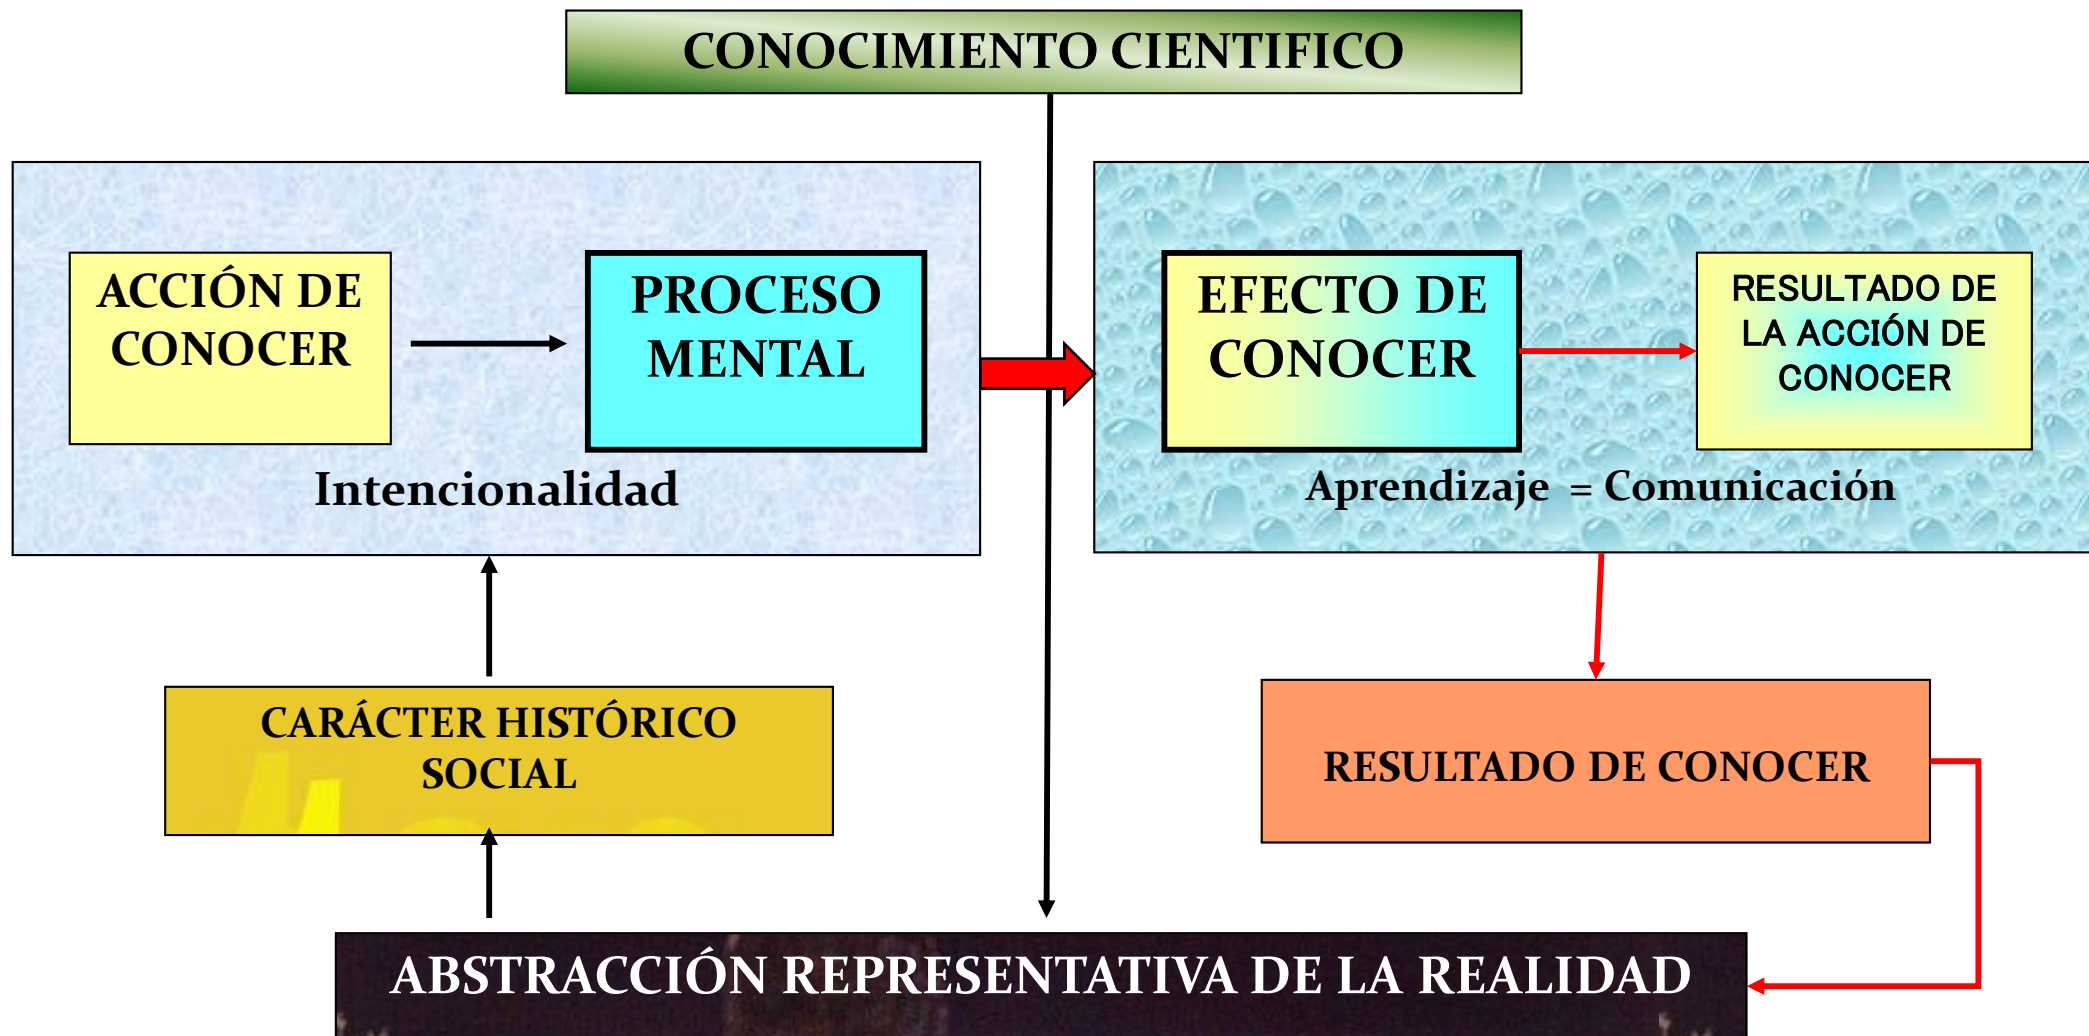 CONOCIMIENTO CIENTIFICO
ACCIÓN DE
CONOCER
PROCESO
MENTAL
Intencionalidad
EFECTO DE
CONOCER
RESULTADO DE
LA ACCIÓN DE
CONOCER
Aprendizaje = Comunicación
CARÁCTER HISTÓRICO
SOCIAL
RESULTADO DE CONOCER
ABSTRACCIÓN REPRESENTATIVA DE LA REALIDAD